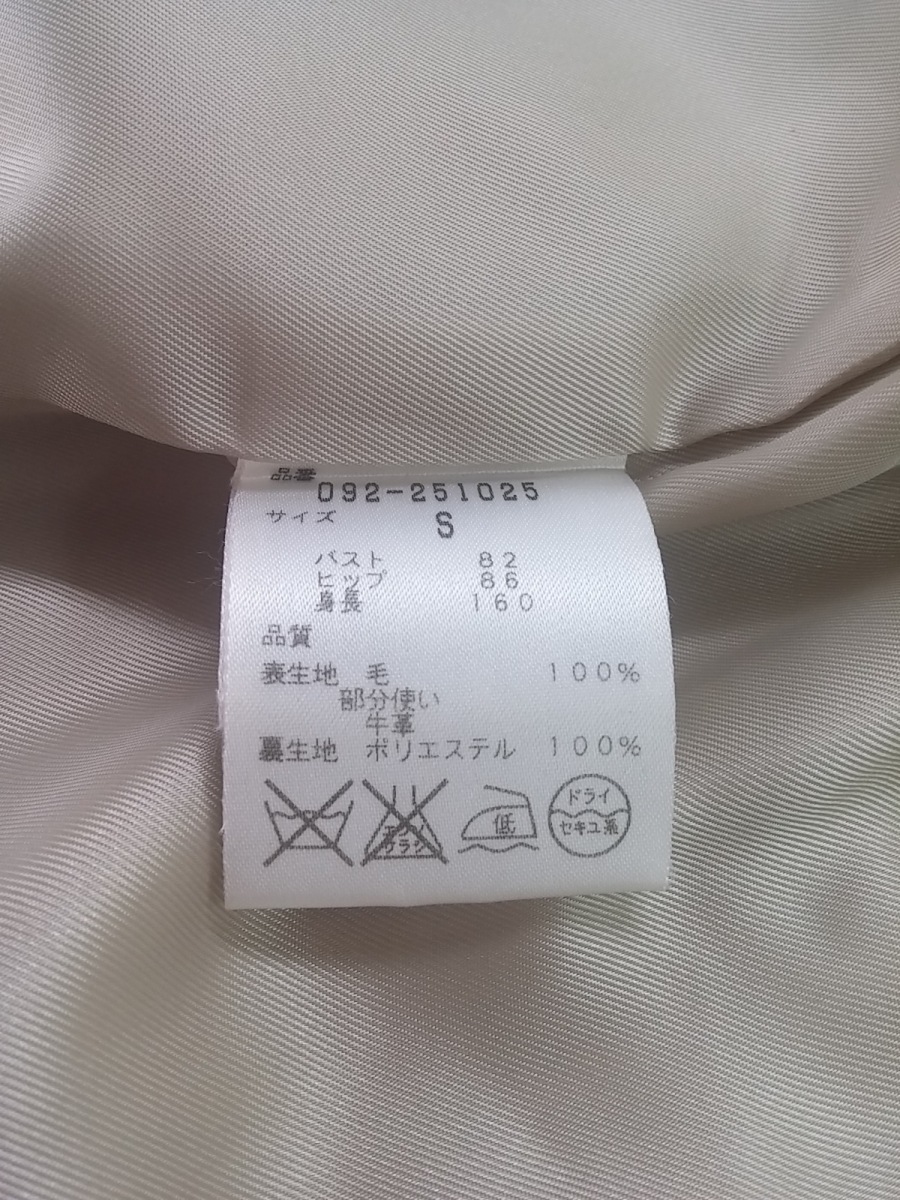 品番
092-251025
サイズ S
バスト 82
ヒップ 86
身長 160
品質
表生地 毛 100%
部分使い
牛革
裏生地 ポリエステル 100%
エンソ
サラシ
低
ドライ
セキユ系